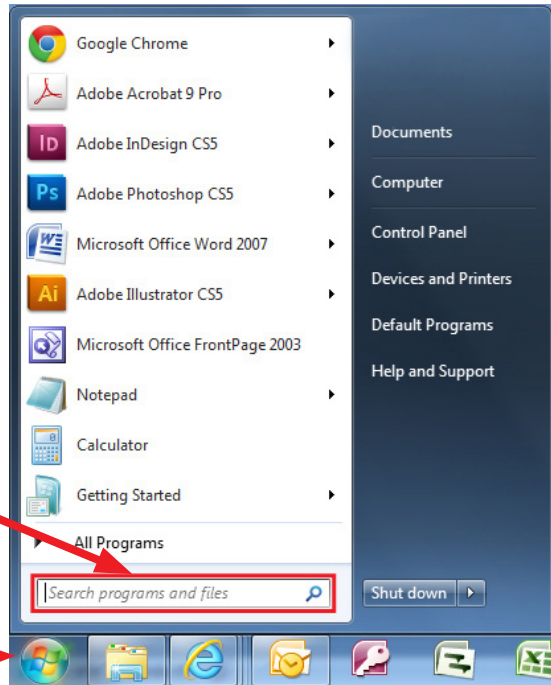 Google Chrome
Adobe Acrobat 9 Pro
Adobe InDesign CS5
Adobe Photoshop CS5
Microsoft Office Word 2007
Adobe Illustrator CS5
Microsoft Office FrontPage 2003
Notepad
Calculator
Getting Started
All Programs
Search programs and files
Documents
Computer
Control Panel
Devices and Printers
Default Programs
Help and Support
Shut down